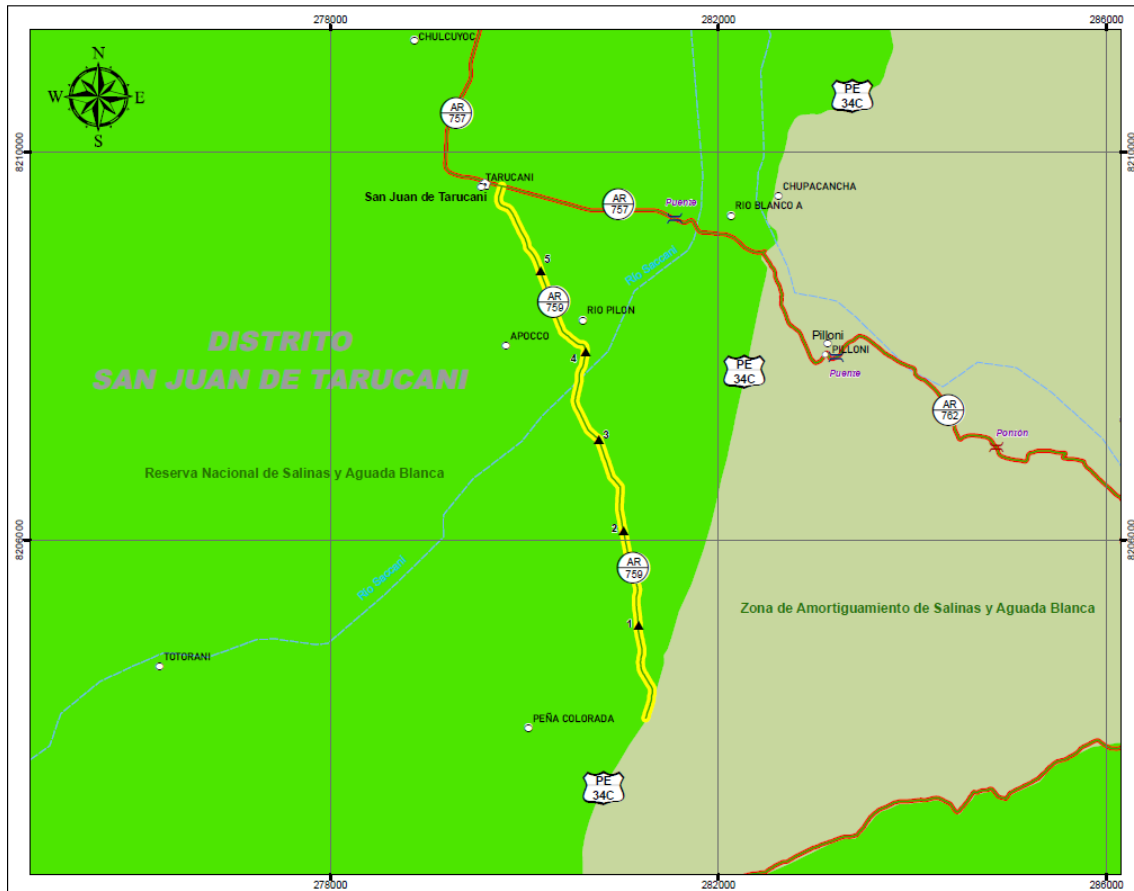 278000
282000
286000
N
W
E
S
CHULCUYOC
PE
34C
AR
757
8210000
8210000
TARUCANI
San Juan de Tarucani
CHUPACANCHA
AR
757
Puente
RIO BLANCO A
5
AR
759
RIO PILON
APOCCO
4
Pilloni
PILLONI
Puente
DISTRITO
SAN JUAN DE TARUCANI
PE
34C
AR
762
3
Ponton
Reserva Nacional de Salinas y Aguada Blanca
2
8206000
8206000
AR
759
Zona de Amortiguamiento de Salinas y Aguada Blanca
1
TOTORANI
PEÑA COLORADA
PE
34C
278000
282000
286000